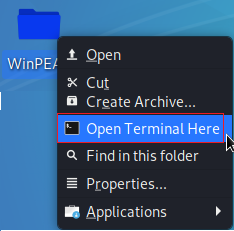 WinPEA
Open
Cut
Create Archive...
Open Terminal Here
Find in this folder
Properties...
Applications